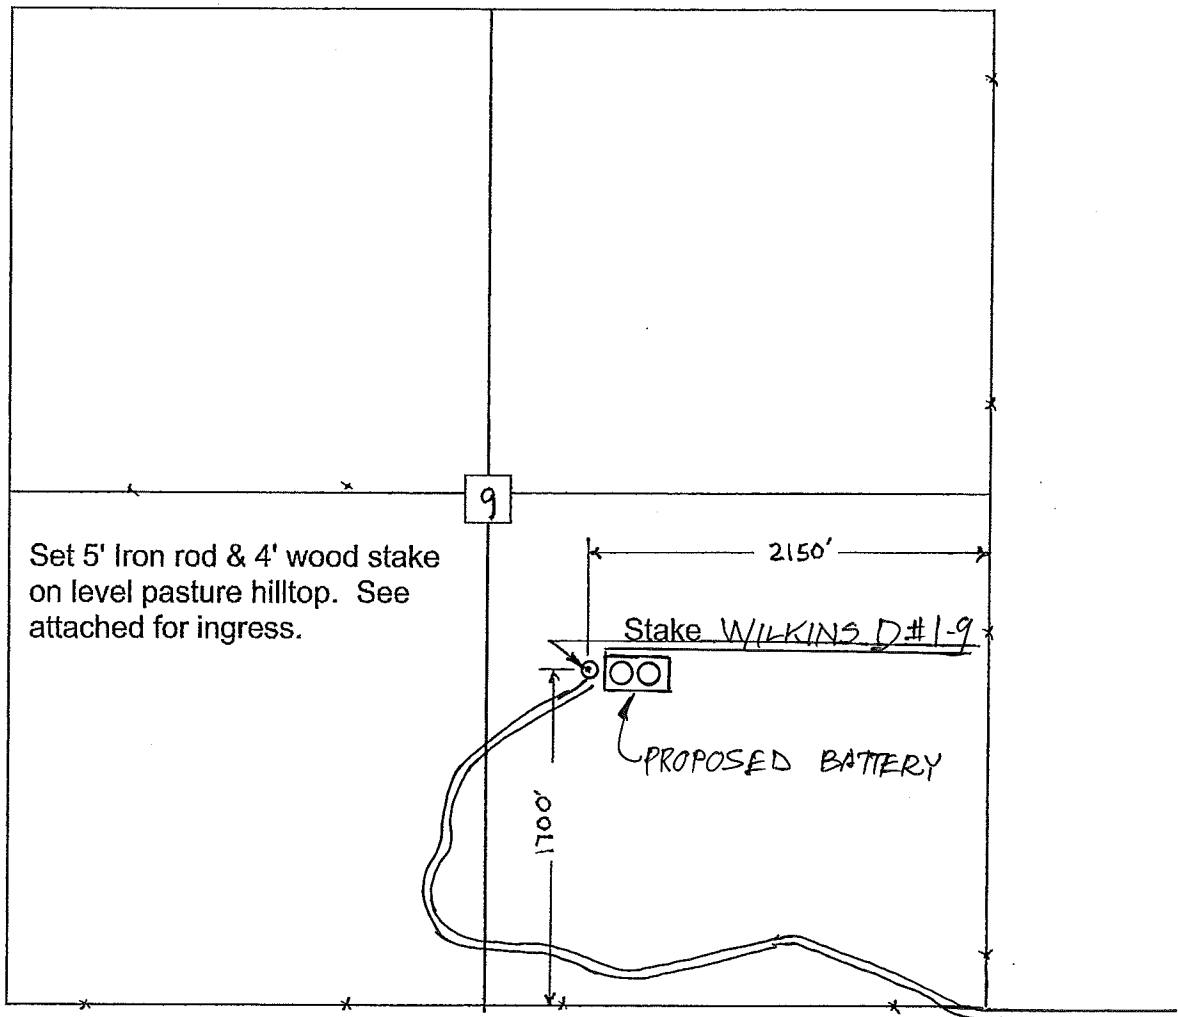 9
Set 5' Iron rod & 4' wood stake
on level pasture hilltop. See
attached for ingress.
2150'
Stake WILKINS D#1-9
PROPOSED BATTERY
1700'